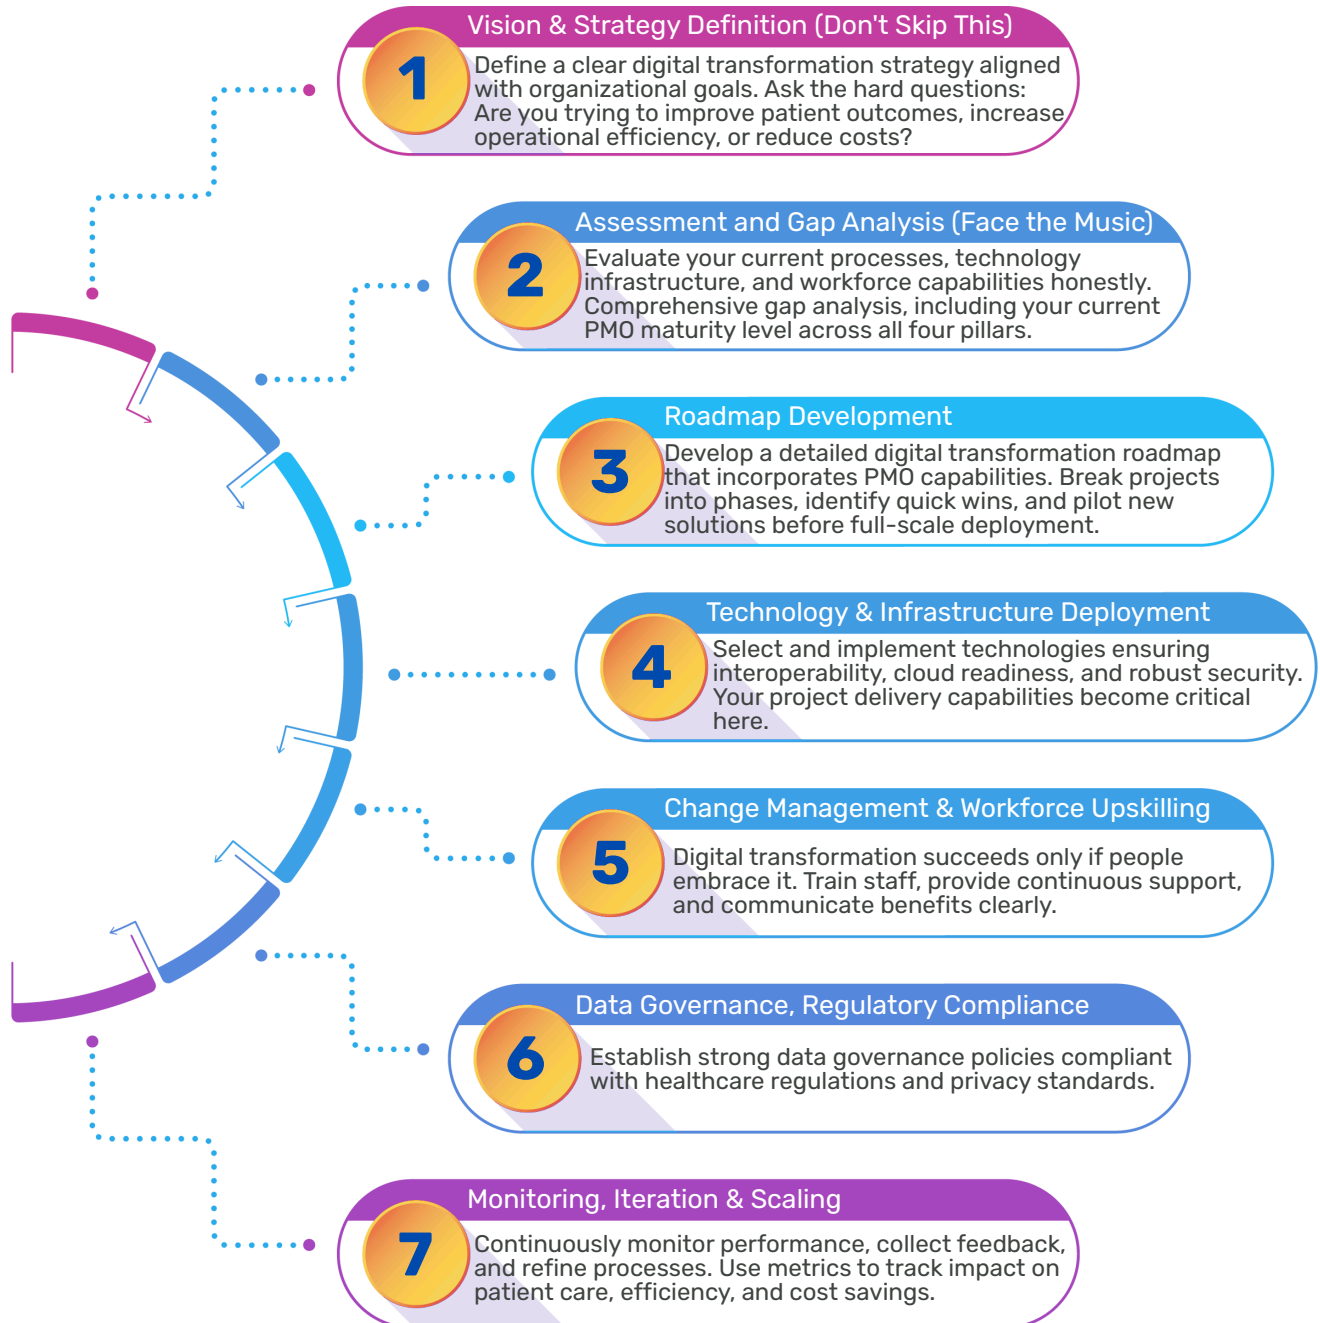 Vision & Strategy Definition (Don't Skip This)
1
Define a clear digital transformation strategy aligned
with organizational goals. Ask the hard questions:
Are you trying to improve patient outcomes, increase
operational efficiency, or reduce costs?
Assessment and Gap Analysis (Face the Music)
2
Evaluate your current processes, technology
infrastructure, and workforce capabilities honestly.
Comprehensive gap analysis, including your current
PMO maturity level across all four pillars.
Roadmap Development
3
Develop a detailed digital transformation roadmap
that incorporates PMO capabilities. Break projects
into phases, identify quick wins, and pilot new
solutions before full-scale deployment.
Technology & Infrastructure Deployment
4
Select and implement technologies ensuring
interoperability, cloud readiness, and robust security.
Your project delivery capabilities become critical
here.
Change Management & Workforce Upskilling
5
Digital transformation succeeds only if people
embrace it. Train staff, provide continuous support,
and communicate benefits clearly.
Data Governance, Regulatory Compliance
6
Establish strong data governance policies compliant
with healthcare regulations and privacy standards.
Monitoring, Iteration & Scaling
7
Continuously monitor performance, collect feedback,
and refine processes. Use metrics to track impact on
patient care, efficiency, and cost savings.